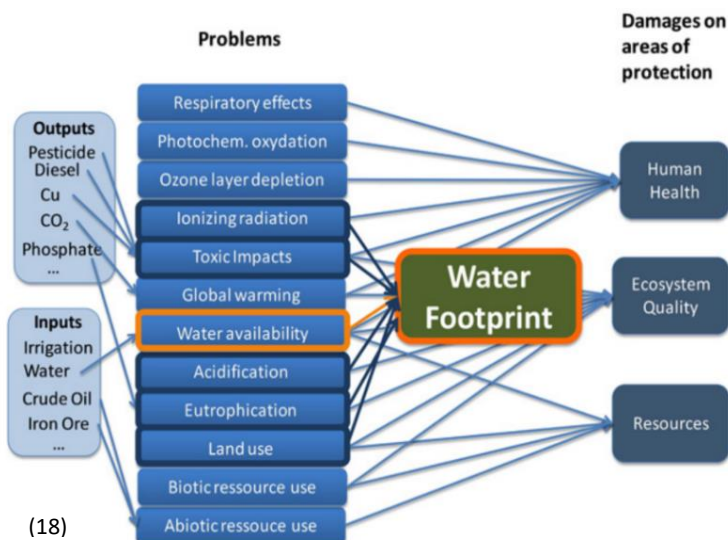 Problems
Damages on
areas of
protection
Outputs
Pesticide
Diesel
Cu
CO₂
Phosphate
...
Inputs
Irrigation
Water
Crude Oil
Iron Ore
...
Respiratory effects
Photochem. oxydation
Ozone layer depletion
Ionizing radiation
Toxic Impacts
Global warming
Water availability
Acidification
Eutrophication
Land use
Biotic ressource use
Abiotic ressouce use
Water
Footprint
Human
Health
Ecosystem
Quality
Resources
(18)